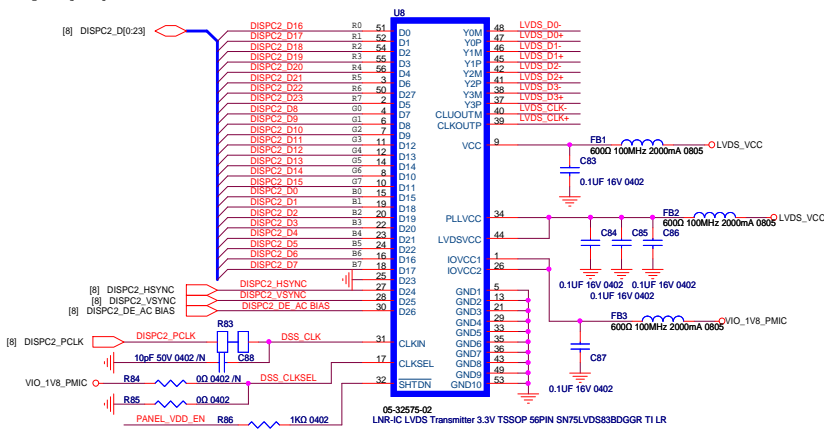 U8
[8] DISPC2_D[0:23]
DISPC2_D16 R0 51 D0 Y0M 48 LVDS_D0-
DISPC2_D17 R1 52 D1 Y0P 47 LVDS_D0+
DISPC2_D18 R2 54 D2 Y1M 46 LVDS_D1-
DISPC2_D19 R3 55 D3 Y1P 45 LVDS_D1+
DISPC2_D20 R4 56 D4 Y2M 42 LVDS_D2-
DISPC2_D21 R5 3 D6 Y2P 41 LVDS_D2+
DISPC2_D22 R6 50 D27 Y3M 38 LVDS_D3-
DISPC2_D23 R7 2 D5 Y3P 37 LVDS_D3+
DISPC2_D8 G0 4 D7 CLUOUTM 40 LVDS_CLK-
DISPC2_D9 G1 6 D8 CLKOUTP 39 LVDS_CLK+
DISPC2_D10 G2 7 D9
DISPC2_D11 G3 11 D12 VCC 9 FB1 LVDS_VCC
600Ω 100MHz 2000mA 0805
DISPC2_D12 G4 12 D13
DISPC2_D13 G5 14 D14 C83
DISPC2_D14 G6 8 D10
DISPC2_D15 G7 10 D11 0.1UF 16V 0402
DISPC2_D0 B0 15 D15
DISPC2_D1 B1 19 D18
DISPC2_D2 B2 20 D19 PLLVCC 34 FB2 LVDS_VCC
600Ω 100MHz 2000mA 0805
DISPC2_D3 B3 22 D20
DISPC2_D4 B4 23 D21 LVDSVCC 44 C84 C85 C86
DISPC2_D5 B5 24 D22
DISPC2_D6 B6 16 D16 IOVCC1 1
DISPC2_D7 B7 18 D17 IOVCC2 26
25 D23 0.1UF 16V 0402 0.1UF 16V 0402
0.1UF 16V 0402
[8] DISPC2_HSYNC DISPC2_HSYNC 27 D24 GND1 5
[8] DISPC2_VSYNC DISPC2_VSYNC 28 D25 GND2 13
[8] DISPC2_DE_AC BIAS DISPC2_DE_AC BIAS 30 D26 GND3 21
GND4 29 FB3 VIO_1V8_PMIC
600Ω 100MHz 2000mA 0805
GND5 33
R83
[8] DISPC2_PCLK DISPC2_PCLK DSS_CLK 31 CLKIN GND6 35
GND7 36
10pF 50V 0402 /N C88 17 CLKSEL GND8 43 C87
GND9 49
VIO_1V8_PMIC R84 0Ω 0402 /N DSS_CLKSEL 32 SHTDN GND10 53
0.1UF 16V 0402
R85 0Ω 0402
05-32575-02
PANEL_VDD_EN R86 1KΩ 0402
LNR-IC LVDS Transmitter 3.3V TSSOP 56PIN SN75LVDS83BDGGR TI LR